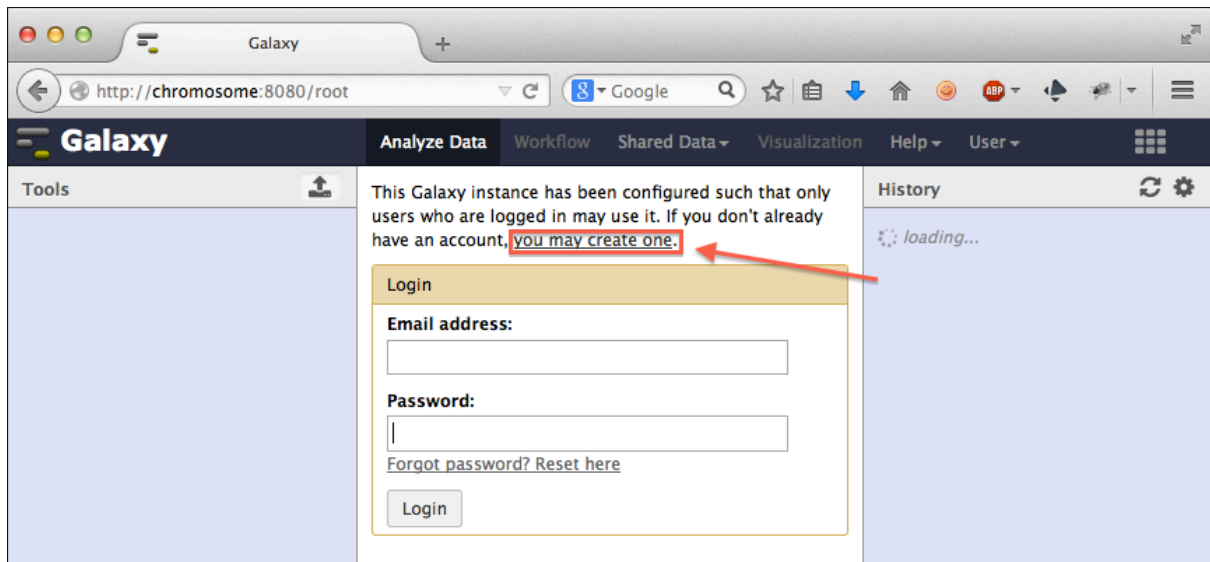 Galaxy
http://chromosome:8080/root
Google
ABP
Galaxy
Analyze Data Workflow Shared Data Visualization Help User
Tools
This Galaxy instance has been configured such that only
users who are logged in may use it. If you don't already
have an account, you may create one.
Login
Email address:
Password:
Forgot password? Reset here
Login
History
loading...